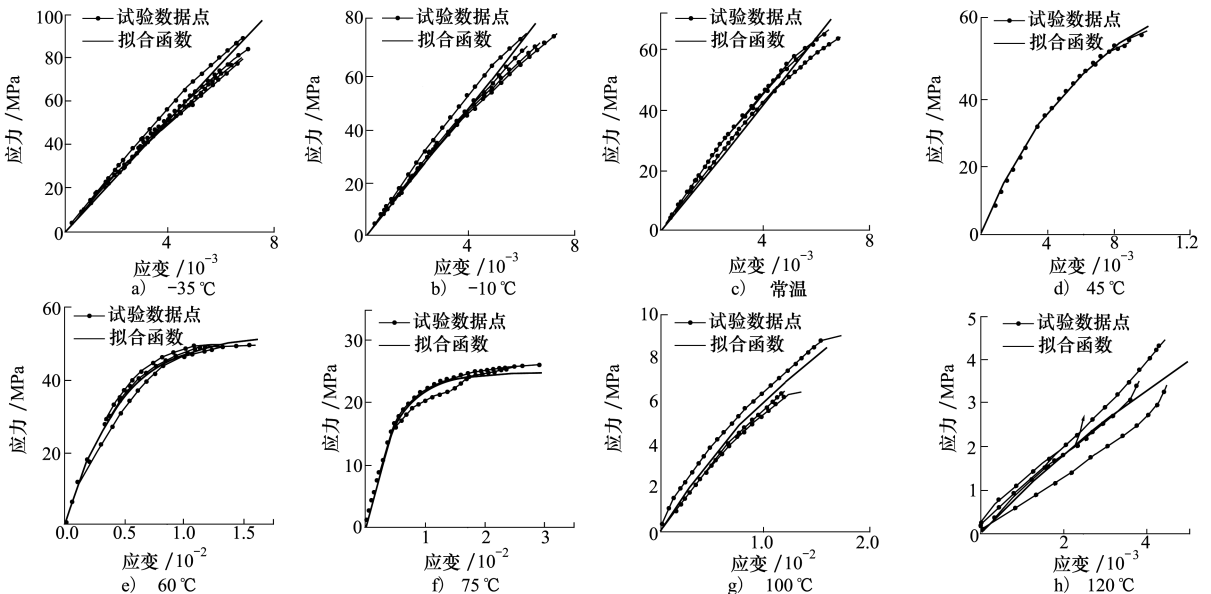 100
80
60
40
20
0
4
8
应力 /MPa
试验数据点
拟合函数
应变 /10⁻³
a) -35℃
80
60
40
20
0
4
8
应力 /MPa
试验数据点
拟合函数
应变 /10⁻³
b) -10℃
60
40
20
0
4
8
应力 /MPa
试验数据点
拟合函数
应变 /10⁻³
c) 常温
60
40
20
0
4
8
1.2
应力 /MPa
试验数据点
拟合函数
应变 /10⁻³
d) 45℃
60
40
20
0.0
0.5
1.0
1.5
应力 /MPa
试验数据点
拟合函数
应变 /10⁻²
e) 60℃
30
20
10
0
1
2
3
应力 /MPa
试验数据点
拟合函数
应变 /10⁻²
f) 75℃
10
8
6
4
2
0
1.0
2.0
应力 /MPa
试验数据点
拟合函数
应变 /10⁻²
g) 100℃
5
4
3
2
1
0
2
4
应力 /MPa
试验数据点
拟合函数
应变 /10⁻³
h) 120℃